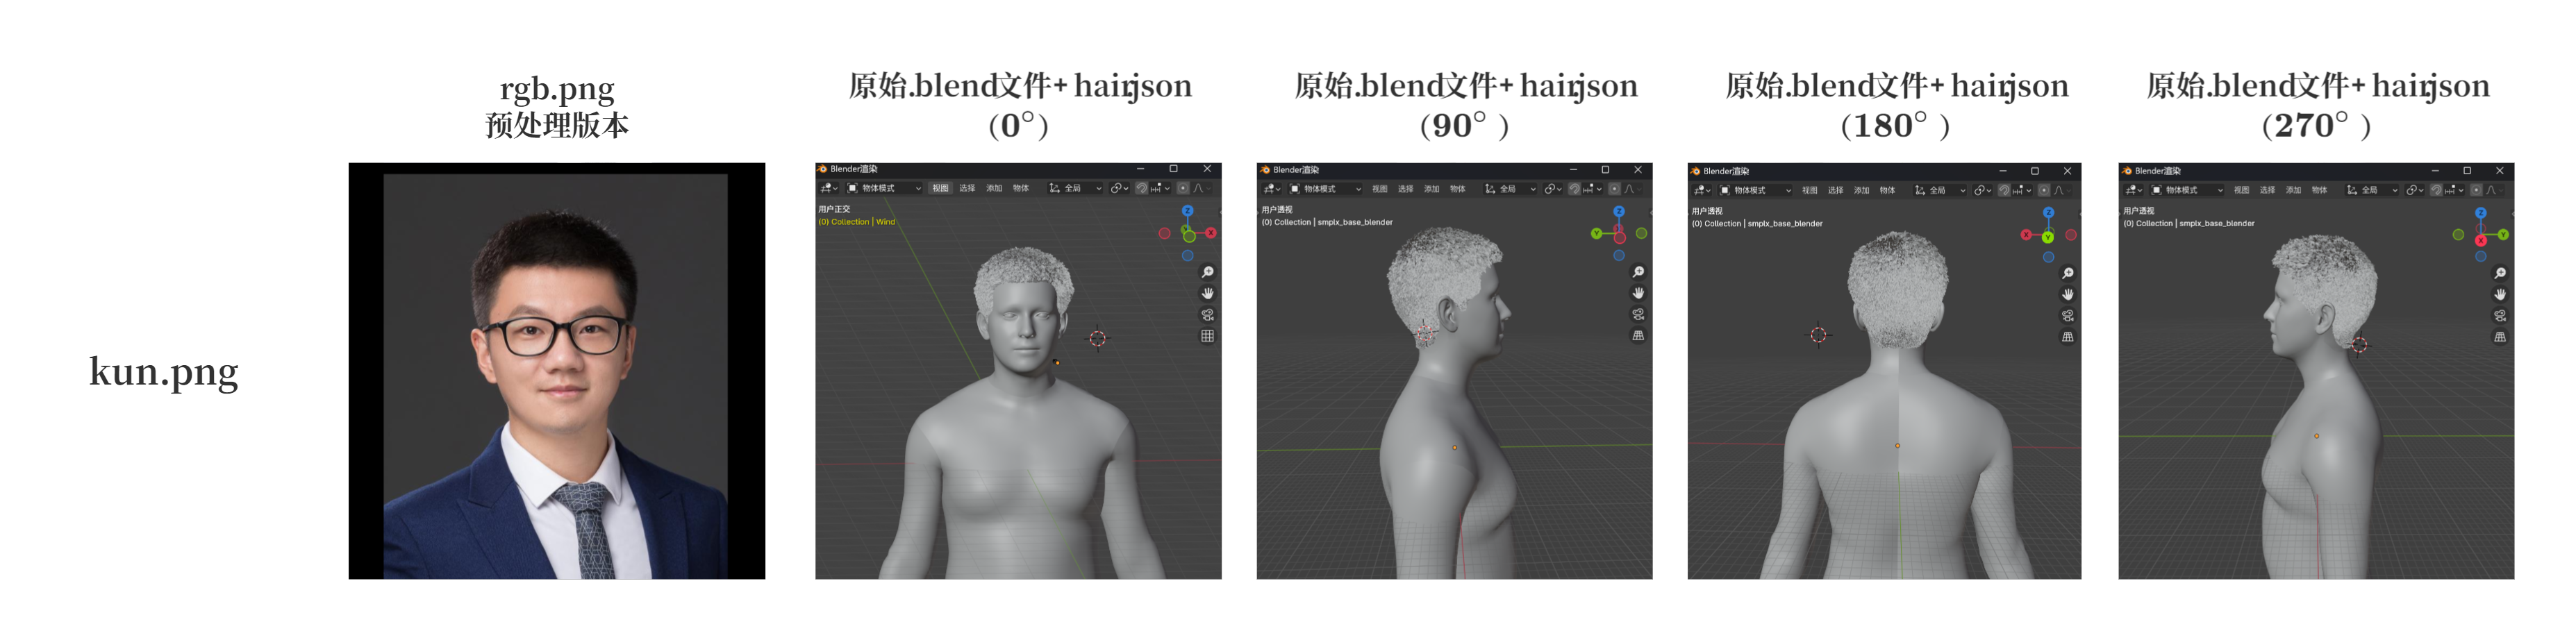 rgb.png
预处理版本
原始.blend文件+ hair.json
(0°)
原始.blend文件+ hair.json
(90° )
原始.blend文件+ hair.json
(180° )
原始.blend文件+ hair.json
(270° )
kun.png
Blender渲染
物体模式 视图 选择 添加 物体 全局
用户正交
(0) Collection | Wind
Z
X
Blender渲染
物体模式 视图 选择 添加 物体 全局
用户透视
(0) Collection | smplx_base_blender
Z
Y
Blender渲染
物体模式 视图 选择 添加 物体 全局
用户透视
(0) Collection | smplx_base_blender
Z
X Y
Blender渲染
物体模式 视图 选择 添加 物体 全局
用户透视
(0) Collection | smplx_base_blender
Z
X Y